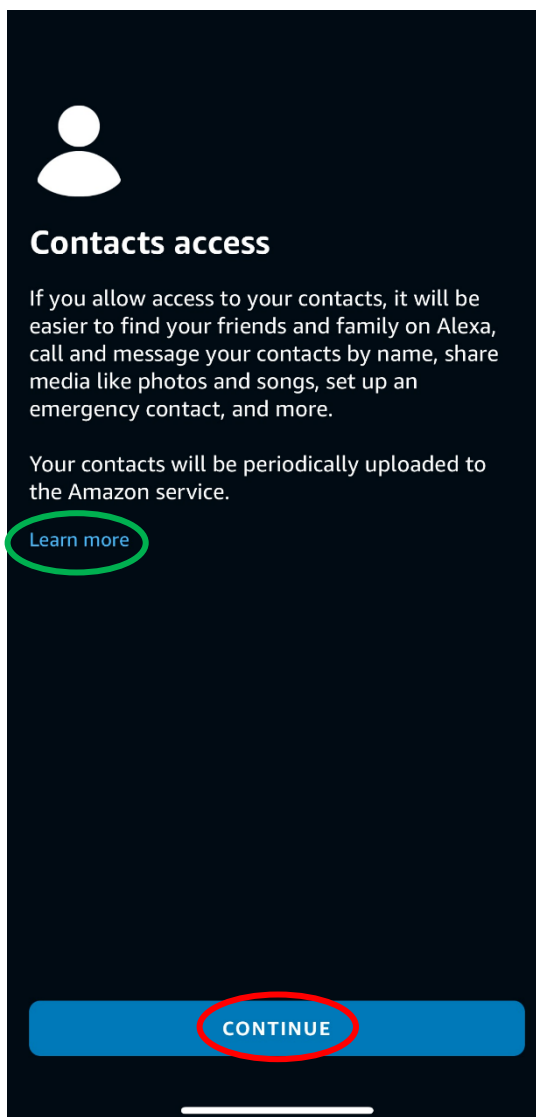 Contacts access
If you allow access to your contacts, it will be
easier to find your friends and family on Alexa,
call and message your contacts by name, share
media like photos and songs, set up an
emergency contact, and more.
Your contacts will be periodically uploaded to
the Amazon service.
Learn more
CONTINUE